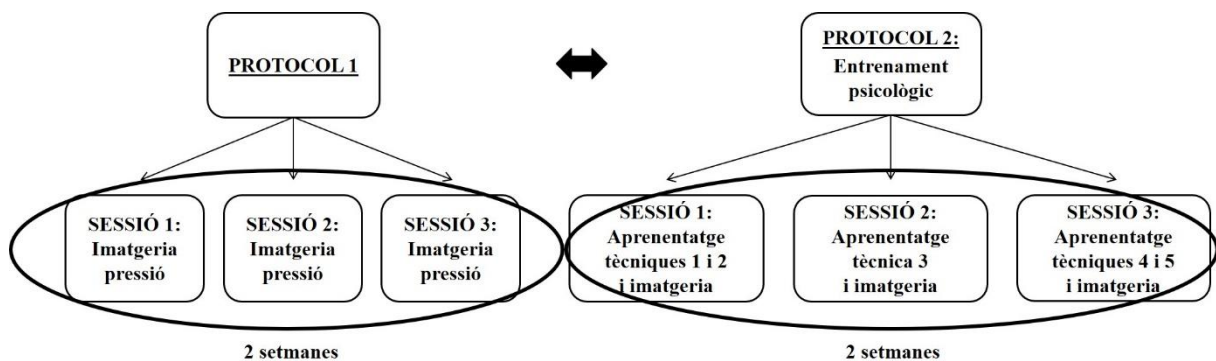 PROTOCOL 1
PROTOCOL 2:
Entrenament
psicològic
SESSIÓ 1:
Imatgeria
pressió
SESSIÓ 2:
Imatgeria
pressió
SESSIÓ 3:
Imatgeria
pressió
SESSIÓ 1:
Aprenentatge
tècniques 1 i 2
i imatgeria
SESSIÓ 2:
Aprenentatge
tècnica 3
i imatgeria
SESSIÓ 3:
Aprenentatge
tècniques 4 i 5
i imatgeria
2 setmanes
2 setmanes